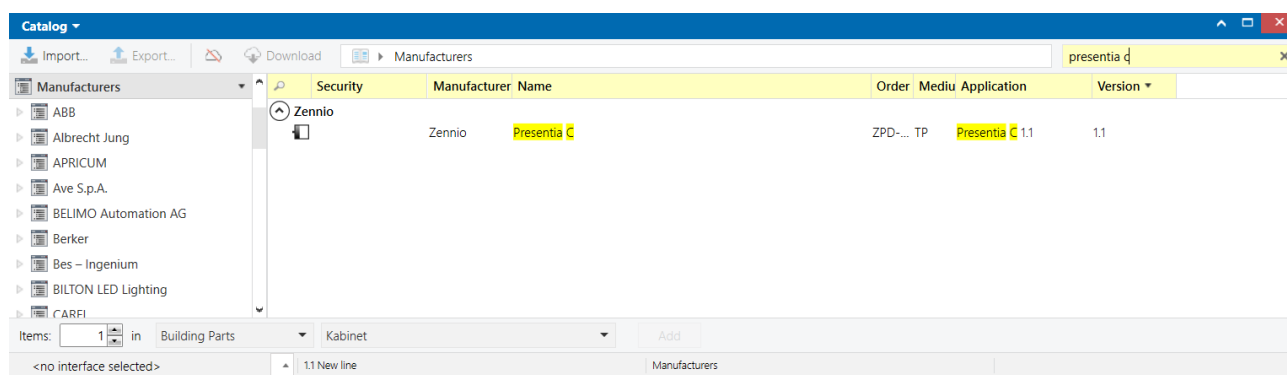 Catalog
Import... Export... Download Manufacturers presentia c
Manufacturers
ABB
Albrecht Jung
APRICUM
Ave S.p.A.
BELIMO Automation AG
Berker
Bes – Ingenium
BILTON LED Lighting
CAREL
Security Manufacturer Name Order Mediu Application Version
Zennio
Zennio Presentia C ZPD-... TP Presentia C 1.1 1.1
Items: 1 in Building Parts Kabinet Add
<no interface selected> 1.1 New line Manufacturers